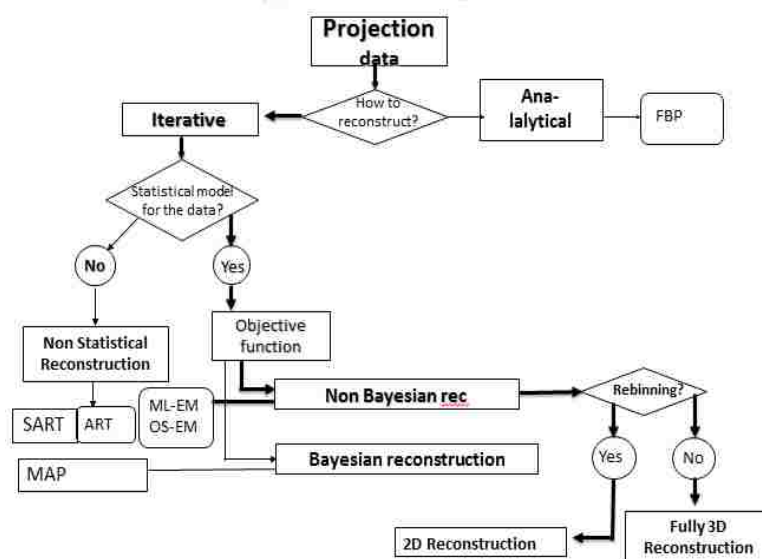 Projection
data
How to
reconstruct?
Ana-
lalytical
FBP
Iterative
Statistical model
for the data?
No
Yes
Non Statistical
Reconstruction
Objective
function
SART
ART
ML-EM
OS-EM
Non Bayesian rec
Rebinning?
MAP
Bayesian reconstruction
Yes
No
2D Reconstruction
Fully 3D
Reconstruction